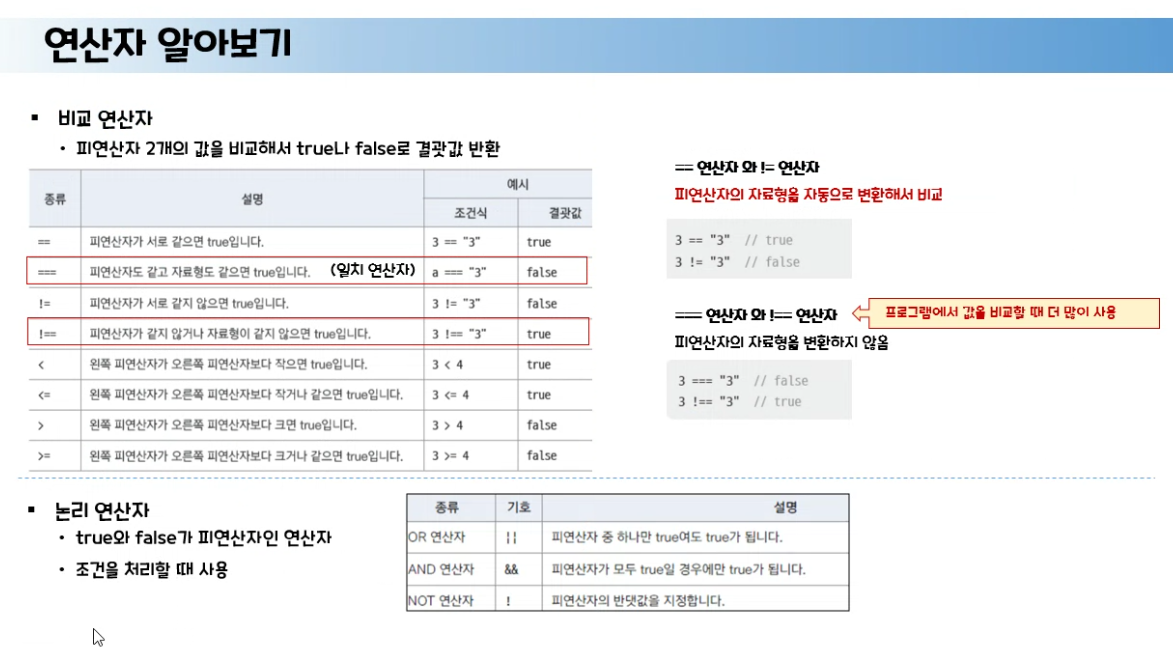 연산자 알아보기
▪ 비교 연산자
• 피연산자 2개의 값을 비교해서 true나 false로 결괏값 반환
종류 설명 예시
조건식 결괏값
== 피연산자가 서로 같으면 true입니다. 3 == "3" true
=== 피연산자도 같고 자료형도 같으면 true입니다. (일치 연산자) a === "3" false
!= 피연산자가 서로 같지 않으면 true입니다. 3 != "3" false
!== 피연산자가 같지 않거나 자료형이 같지 않으면 true입니다. 3 !== "3" true
< 왼쪽 피연산자가 오른쪽 피연산자보다 작으면 true입니다. 3 < 4 true
<= 왼쪽 피연산자가 오른쪽 피연산자보다 작거나 같으면 true입니다. 3 <= 4 true
> 왼쪽 피연산자가 오른쪽 피연산자보다 크면 true입니다. 3 > 4 false
>= 왼쪽 피연산자가 오른쪽 피연산자보다 크거나 같으면 true입니다. 3 >= 4 false
== 연산자 와 != 연산자
피연산자의 자료형을 자동으로 변환해서 비교
3 == "3" // true
3 != "3" // false
=== 연산자 와 !== 연산자
프로그램에서 값을 비교할 때 더 많이 사용
피연산자의 자료형을 변환하지 않음
3 === "3" // false
3 !== "3" // true
▪ 논리 연산자
• true와 false가 피연산자인 연산자
• 조건을 처리할 때 사용
종류 기호 설명
OR 연산자 || 피연산자 중 하나만 true여도 true가 됩니다.
AND 연산자 && 피연산자가 모두 true일 경우에만 true가 됩니다.
NOT 연산자 ! 피연산자의 반댓값을 지정합니다.